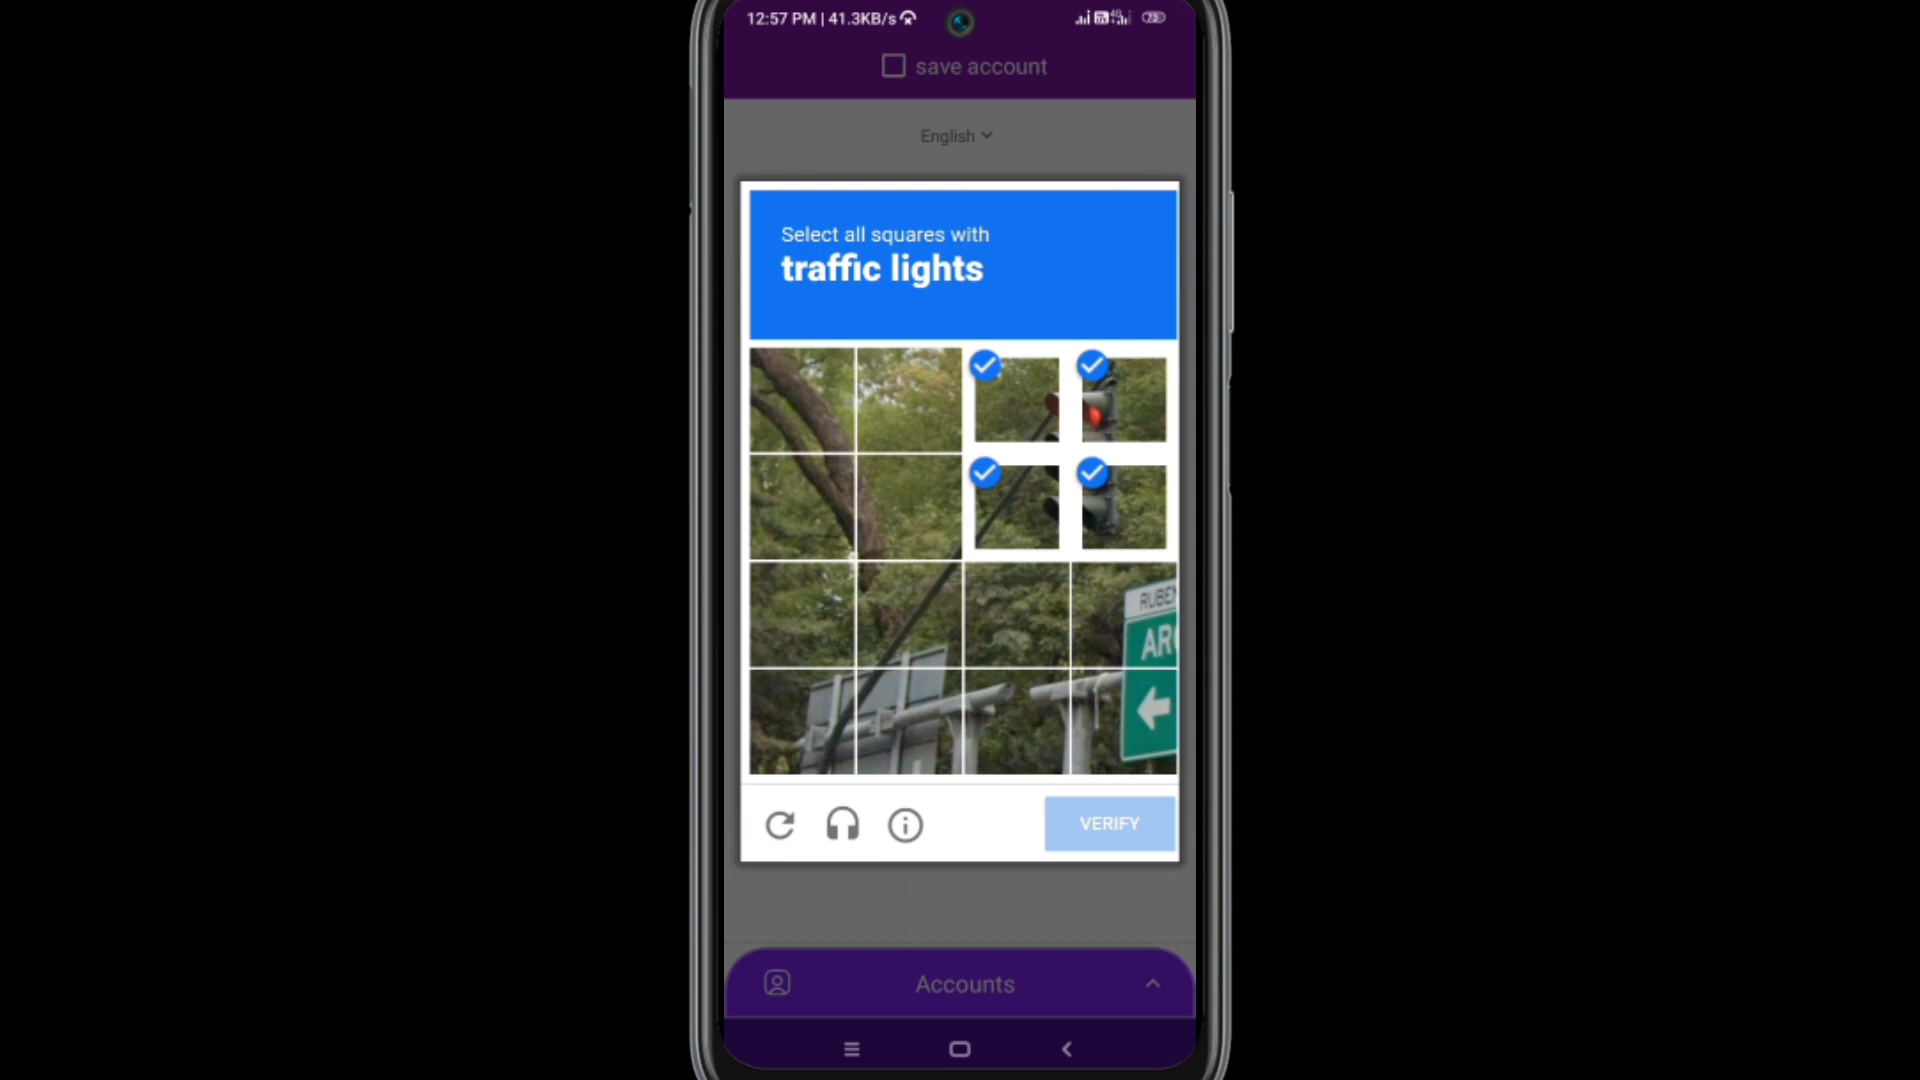 12:57 PM | 41.3KB/s
save account
English
Select all squares with
traffic lights
RUBEN
AR
VERIFY
Accounts